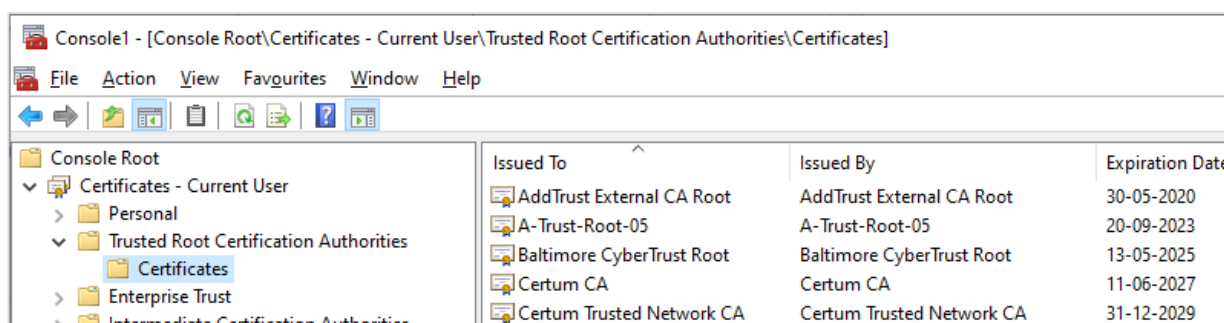 Console1 - [Console Root\Certificates - Current User\Trusted Root Certification Authorities\Certificates]
File Action View Favourites Window Help
Console Root
Certificates - Current User
Personal
Trusted Root Certification Authorities
Certificates
Enterprise Trust
Intermediate Certification Authorities
Issued To Issued By Expiration Date
AddTrust External CA Root AddTrust External CA Root 30-05-2020
A-Trust-Root-05 A-Trust-Root-05 20-09-2023
Baltimore CyberTrust Root Baltimore CyberTrust Root 13-05-2025
Certum CA Certum CA 11-06-2027
Certum Trusted Network CA Certum Trusted Network CA 31-12-2029